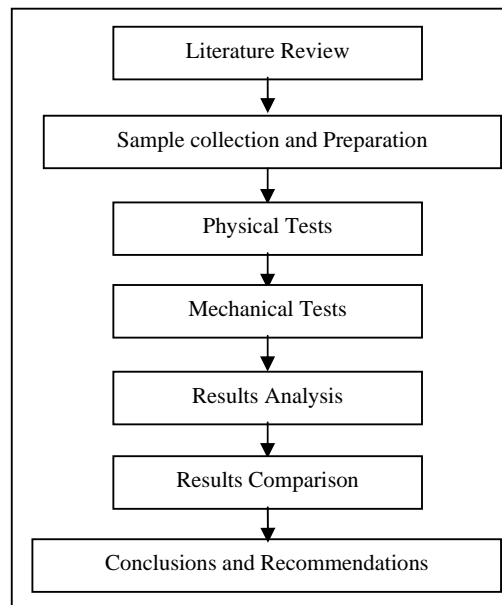 Literature Review
Sample collection and Preparation
Physical Tests
Mechanical Tests
Results Analysis
Results Comparison
Conclusions and Recommendations